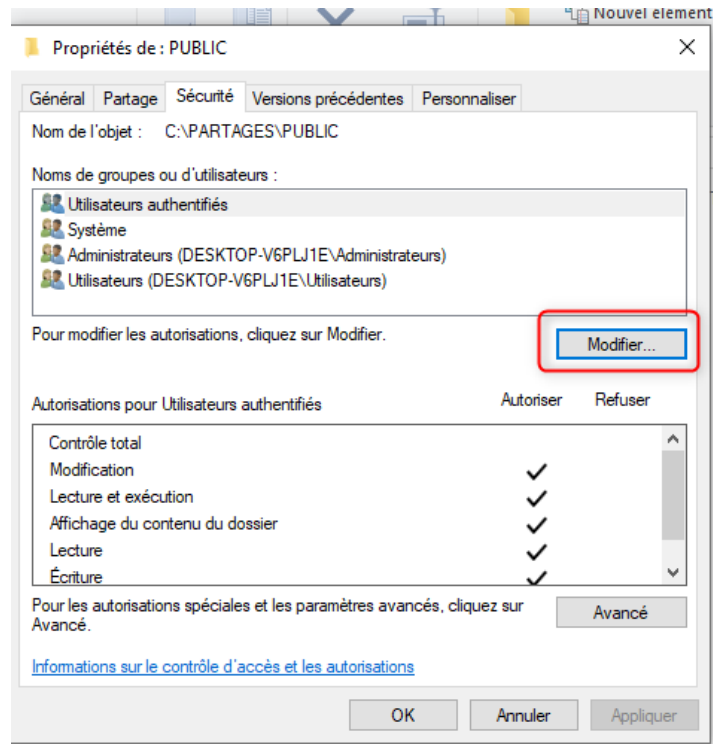 Nouvel élément
Propriétés de : PUBLIC
Général Partage Sécurité Versions précédentes Personnaliser
Nom de l'objet : C:\PARTAGES\PUBLIC
Noms de groupes ou d'utilisateurs :
Utilisateurs authentifiés
Système
Administrateurs (DESKTOP-V6PLJ1E\Administrateurs)
Utilisateurs (DESKTOP-V6PLJ1E\Utilisateurs)
Pour modifier les autorisations, cliquez sur Modifier.
Modifier...
Autorisations pour Utilisateurs authentifiés Autoriser Refuser
Contrôle total
Modification
Lecture et exécution
Affichage du contenu du dossier
Lecture
Écriture
Pour les autorisations spéciales et les paramètres avancés, cliquez sur
Avancé.
Avancé
Informations sur le contrôle d'accès et les autorisations
OK Annuler Appliquer